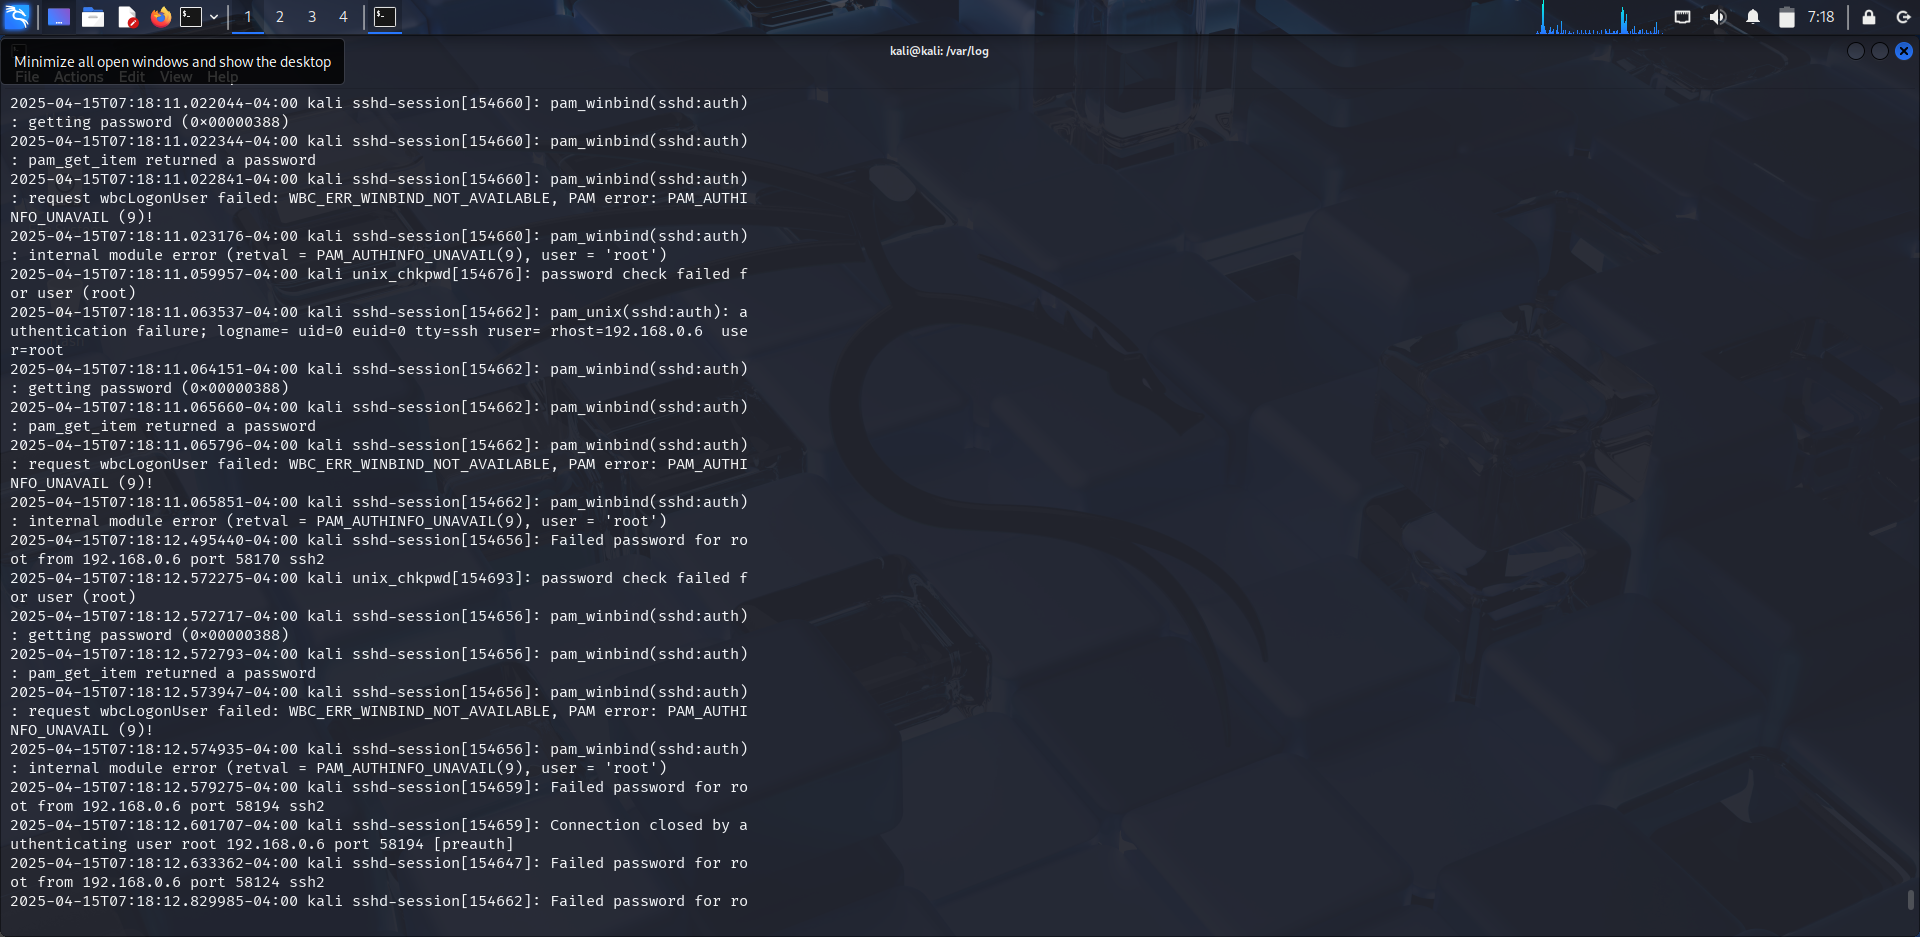 1 2 3 4 7:18
kali@kali: /var/log
Minimize all open windows and show the desktop
File Actions Edit View Help
2025-04-15T07:18:11.022044-04:00 kali sshd-session[154660]: pam_winbind(sshd:auth)
: getting password (0×00000388)
2025-04-15T07:18:11.022344-04:00 kali sshd-session[154660]: pam_winbind(sshd:auth)
: pam_get_item returned a password
2025-04-15T07:18:11.022841-04:00 kali sshd-session[154660]: pam_winbind(sshd:auth)
: request wbcLogonUser failed: WBC_ERR_WINBIND_NOT_AVAILABLE, PAM error: PAM_AUTHI
NFO_UNAVAIL (9)!
2025-04-15T07:18:11.023176-04:00 kali sshd-session[154660]: pam_winbind(sshd:auth)
: internal module error (retval = PAM_AUTHINFO_UNAVAIL(9), user = 'root')
2025-04-15T07:18:11.059957-04:00 kali unix_chkpwd[154676]: password check failed f
or user (root)
2025-04-15T07:18:11.063537-04:00 kali sshd-session[154662]: pam_unix(sshd:auth): a
uthentication failure; logname= uid=0 euid=0 tty=ssh ruser= rhost=192.168.0.6  use
r=root
2025-04-15T07:18:11.064151-04:00 kali sshd-session[154662]: pam_winbind(sshd:auth)
: getting password (0×00000388)
2025-04-15T07:18:11.065660-04:00 kali sshd-session[154662]: pam_winbind(sshd:auth)
: pam_get_item returned a password
2025-04-15T07:18:11.065796-04:00 kali sshd-session[154662]: pam_winbind(sshd:auth)
: request wbcLogonUser failed: WBC_ERR_WINBIND_NOT_AVAILABLE, PAM error: PAM_AUTHI
NFO_UNAVAIL (9)!
2025-04-15T07:18:11.065851-04:00 kali sshd-session[154662]: pam_winbind(sshd:auth)
: internal module error (retval = PAM_AUTHINFO_UNAVAIL(9), user = 'root')
2025-04-15T07:18:12.495440-04:00 kali sshd-session[154656]: Failed password for ro
ot from 192.168.0.6 port 58170 ssh2
2025-04-15T07:18:12.572275-04:00 kali unix_chkpwd[154693]: password check failed f
or user (root)
2025-04-15T07:18:12.572717-04:00 kali sshd-session[154656]: pam_winbind(sshd:auth)
: getting password (0×00000388)
2025-04-15T07:18:12.572793-04:00 kali sshd-session[154656]: pam_winbind(sshd:auth)
: pam_get_item returned a password
2025-04-15T07:18:12.573947-04:00 kali sshd-session[154656]: pam_winbind(sshd:auth)
: request wbcLogonUser failed: WBC_ERR_WINBIND_NOT_AVAILABLE, PAM error: PAM_AUTHI
NFO_UNAVAIL (9)!
2025-04-15T07:18:12.574935-04:00 kali sshd-session[154656]: pam_winbind(sshd:auth)
: internal module error (retval = PAM_AUTHINFO_UNAVAIL(9), user = 'root')
2025-04-15T07:18:12.579275-04:00 kali sshd-session[154659]: Failed password for ro
ot from 192.168.0.6 port 58194 ssh2
2025-04-15T07:18:12.601707-04:00 kali sshd-session[154659]: Connection closed by a
uthenticating user root 192.168.0.6 port 58194 [preauth]
2025-04-15T07:18:12.633362-04:00 kali sshd-session[154647]: Failed password for ro
ot from 192.168.0.6 port 58124 ssh2
2025-04-15T07:18:12.829985-04:00 kali sshd-session[154662]: Failed password for ro